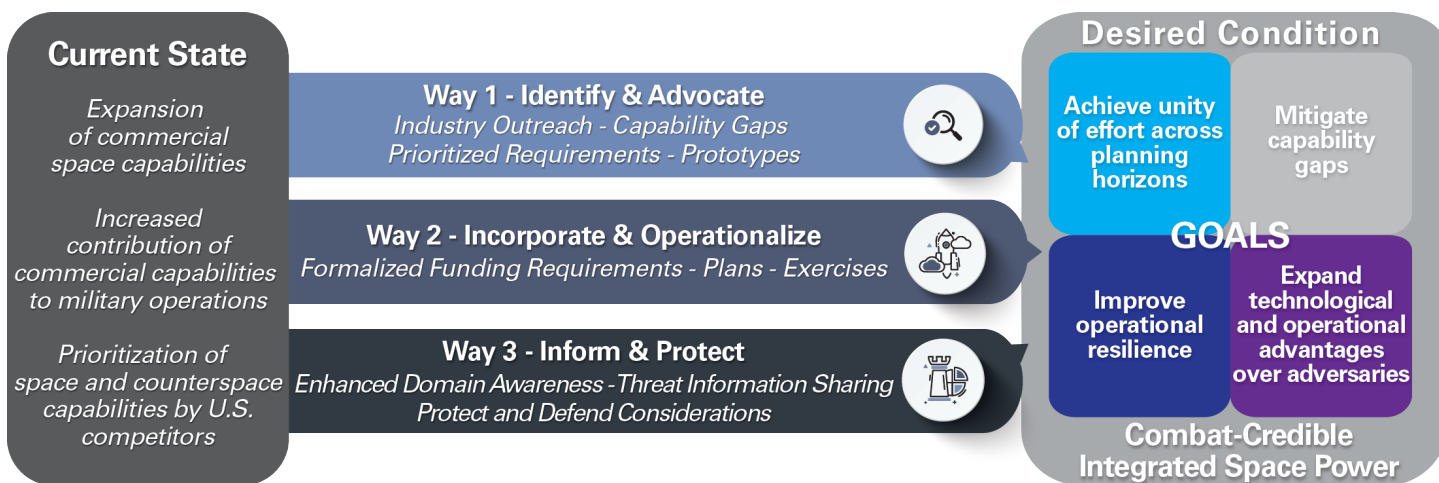 Current State
Expansion
of commercial
space capabilities
Increased
contribution of
commercial capabilities
to military operations
Prioritization of
space and counterspace
capabilities by U.S.
competitors
Way 1 - Identify & Advocate
Industry Outreach - Capability Gaps
Prioritized Requirements - Prototypes
Way 2 - Incorporate & Operationalize
Formalized Funding Requirements - Plans - Exercises
Way 3 - Inform & Protect
Enhanced Domain Awareness -Threat Information Sharing
Protect and Defend Considerations
Desired Condition
Achieve unity
of effort across
planning
horizons
Mitigate
capability
gaps
GOALS
Improve
operational
resilience
Expand
technological
and operational
advantages
over adversaries
Combat-Credible
Integrated Space Power